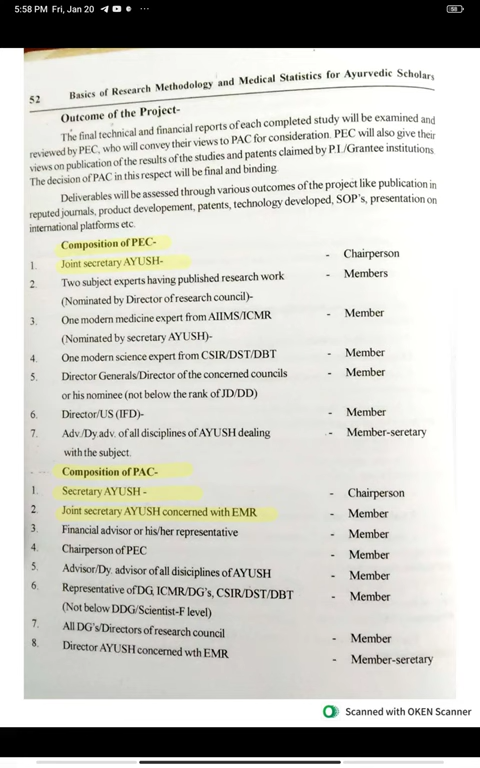 5:58 PM Fri, Jan 20 ...
58
52 Basics of Research Methodology and Medical Statistics for Ayurvedic Scholars
Outcome of the Project-
The final technical and financial reports of each completed study will be examined and
reviewed by PEC, who will convey their views to PAC for consideration. PEC will also give their
views on publication of the results of the studies and patents claimed by P.I./Grantee institutions.
The decision of PAC in this respect will be final and binding.
Deliverables will be assessed through various outcomes of the project like publication in
reputed journals, product developement, patents, technology developed, SOP's, presentation on
international platforms etc.
Composition of PEC-
1. Joint secretary AYUSH- - Chairperson
2. Two subject experts having published research work - Members
(Nominated by Director of research council)-
3. One modern medicine expert from AIIMS/ICMR - Member
(Nominated by secretary AYUSH)-
4. One modern science expert from CSIR/DST/DBT - Member
5. Director Generals/Director of the concerned councils - Member
or his nominee (not below the rank of JD/DD)
6. Director/US (IFD)- - Member
7. Adv./Dy.adv. of all disciplines of AYUSH dealing - Member-seretary
with the subject.
Composition of PAC-
1. Secretary AYUSH - - Chairperson
2. Joint secretary AYUSH concerned with EMR - Member
3. Financial advisor or his/her representative - Member
4. Chairperson of PEC - Member
5. Advisor/Dy. advisor of all disiciplines of AYUSH - Member
6. Representative of DG, ICMR/DG's, CSIR/DST/DBT - Member
(Not below DDG/Scientist-F level)
7. All DG's/Directors of research council - Member
8. Director AYUSH concerned wth EMR - Member-seretary
Scanned with OKEN Scanner